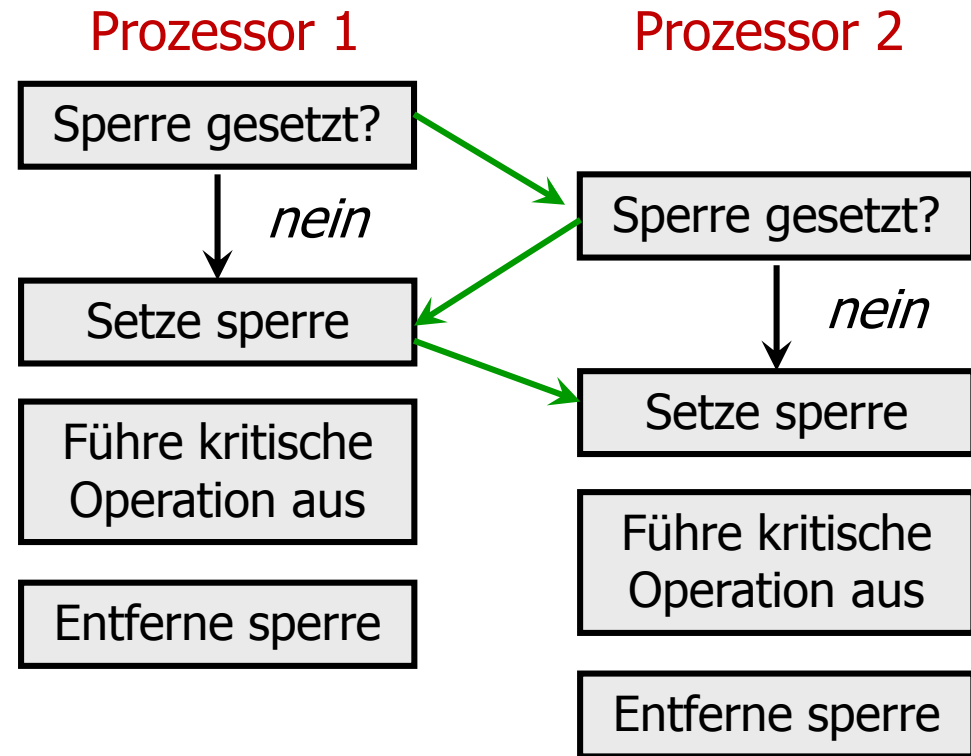 Prozessor 1
Prozessor 2
Sperre gesetzt?
nein
Setze sperre
Führe kritische
Operation aus
Entferne sperre
Sperre gesetzt?
nein
Setze sperre
Führe kritische
Operation aus
Entferne sperre